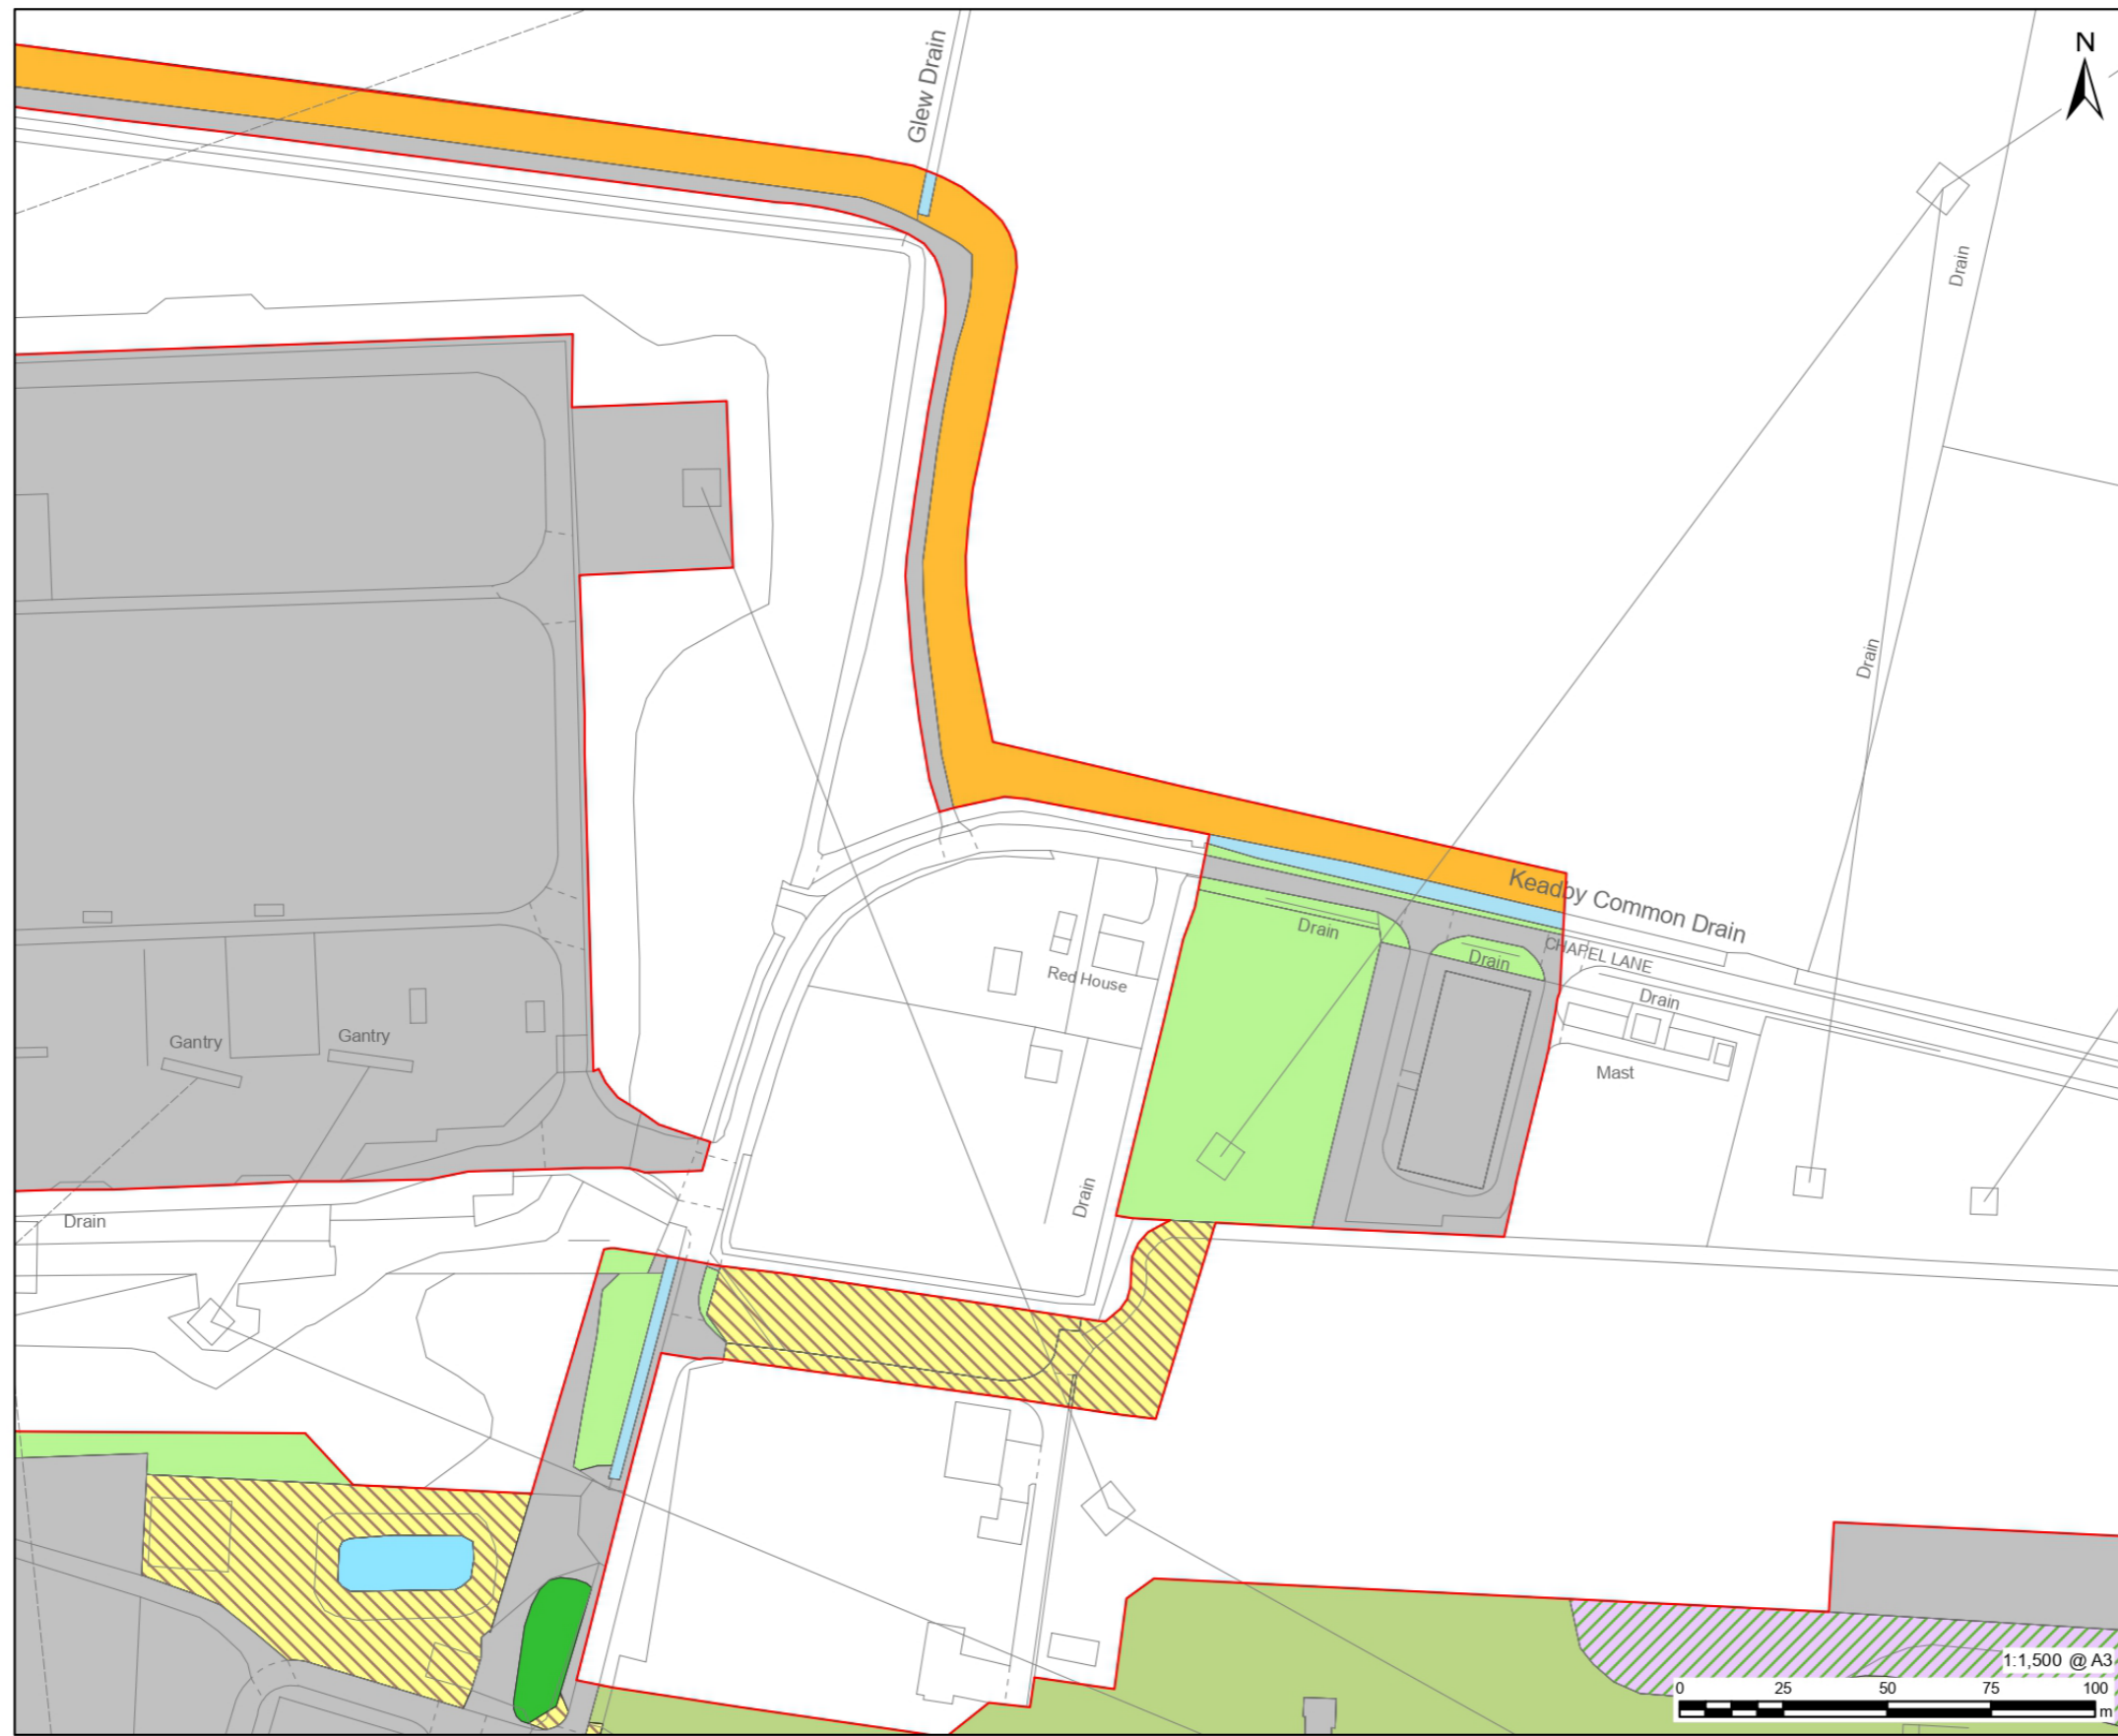 N
Glew Drain
Drain
Drain
Keadby Common Drain
CHAPEL LANE
Drain
Drain
Drain
Red House
Mast
Gantry
Gantry
Drain
Drain
1:1,500 @ A3
0 25 50 75 100
m